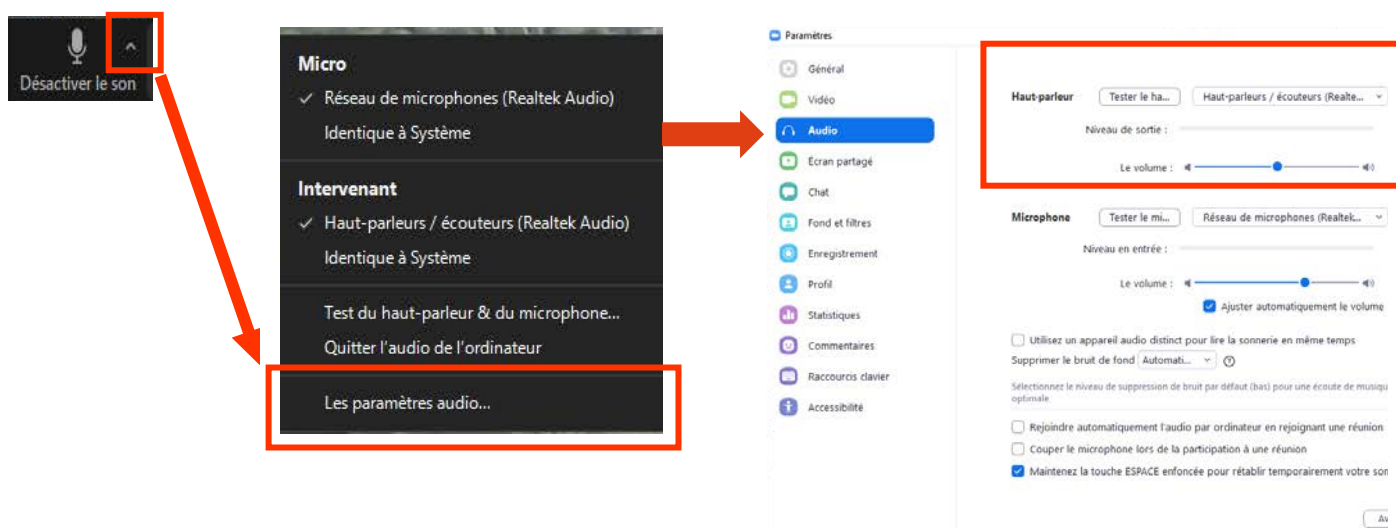 Désactiver le son
Micro
Réseau de microphones (Realtek Audio)
Identique à Système
Intervenant
Haut-parleurs / écouteurs (Realtek Audio)
Identique à Système
Test du haut-parleur & du microphone...
Quitter l'audio de l'ordinateur
Les paramètres audio...
Paramètres
Général
Vidéo
Audio
Écran partagé
Chat
Fond et filtres
Enregistrement
Profil
Statistiques
Commentaires
Raccourcis clavier
Accessibilité
Haut-parleur Tester le ha... Haut-parleurs / écouteurs (Realte...
Niveau de sortie :
Le volume :
Microphone Tester le mi... Réseau de microphones (Realtek...
Niveau en entrée :
Le volume :
Ajuster automatiquement le volume
Utilisez un appareil audio distinct pour lire la sonnerie en même temps
Supprimer le bruit de fond Automati...
Sélectionnez le niveau de suppression de bruit par défaut (bas) pour une écoute de musiqu
optimale
Rejoindre automatiquement l'audio par ordinateur en rejoignant une réunion
Couper le microphone lors de la participation à une réunion
Maintenez la touche ESPACE enfoncée pour rétablir temporairement votre son